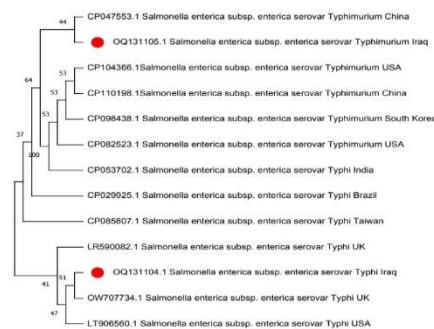 44
CP047553.1 Salmonella enterica subsp. enterica serovar Typhimurium China
OQ131105.1 Salmonella enterica subsp. enterica serovar Typhimurium Iraq
64
53
CP104366.1Salmonella enterica subsp. enterica serovar Typhimurium USA
53
CP110198.1 Salmonella enterica subsp. enterica serovar Typhimurium China
53
CP098438.1 Salmonella enterica subsp. enterica serovar Typhimurium South Korea
37
100
CP082523.1 Salmonella enterica subsp. enterica serovar Typhimurium USA
CP053702.1 Salmonella enterica subsp. enterica serovar Typhi India
CP029925.1 Salmonella enterica subsp. enterica serovar Typhi Brazil
CP085807.1 Salmonella enterica subsp. enterica serovar Typhi Taiwan
LR590082.1 Salmonella enterica subsp. enterica serovar Typhi UK
41
51
OQ131104.1 Salmonella enterica subsp. enterica serovar Typhi Iraq
OW707734.1 Salmonella enterica subsp. enterica serovar Typhi UK
47
LT906560.1 Salmonella enterica subsp. enterica serovar Typhi USA